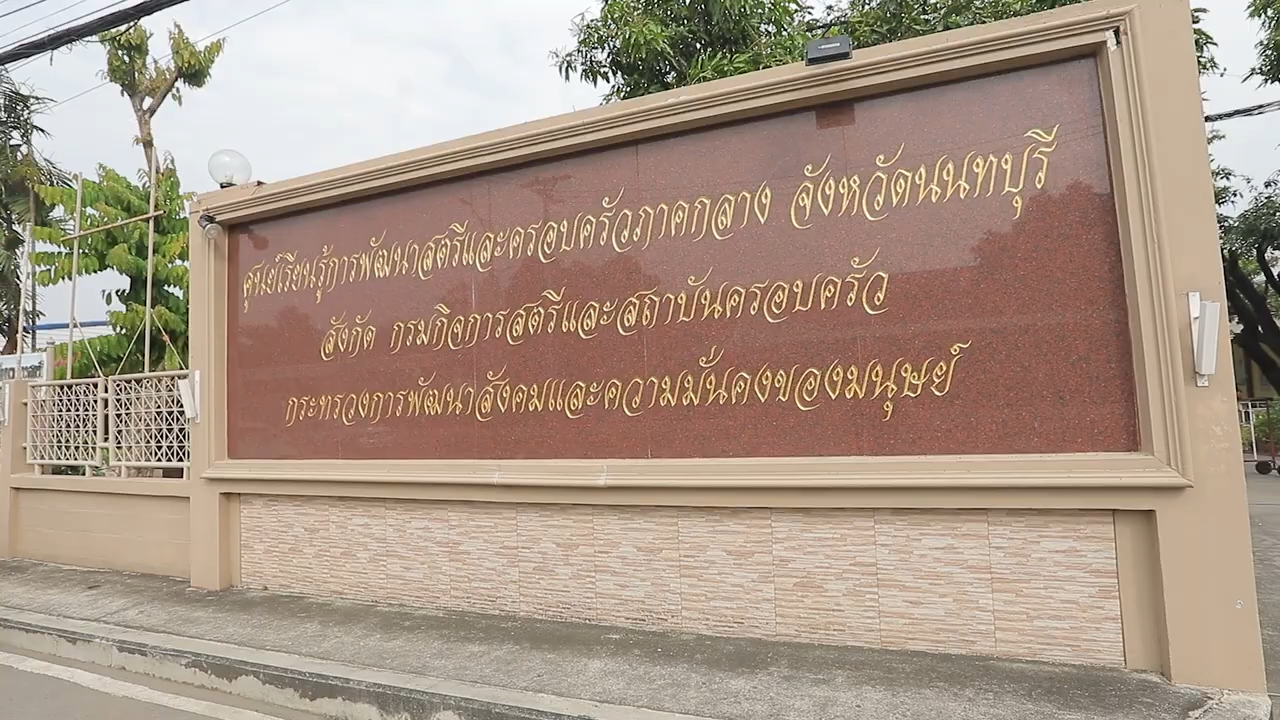 ศูนย์เรียนรู้การพัฒนาสตรีและครอบครัวภาคกลาง จังหวัดนนทบุรี
สังกัด กรมกิจการสตรีและสถาบันครอบครัว
กระทรวงการพัฒนาสังคมและความมั่นคงของมนุษย์